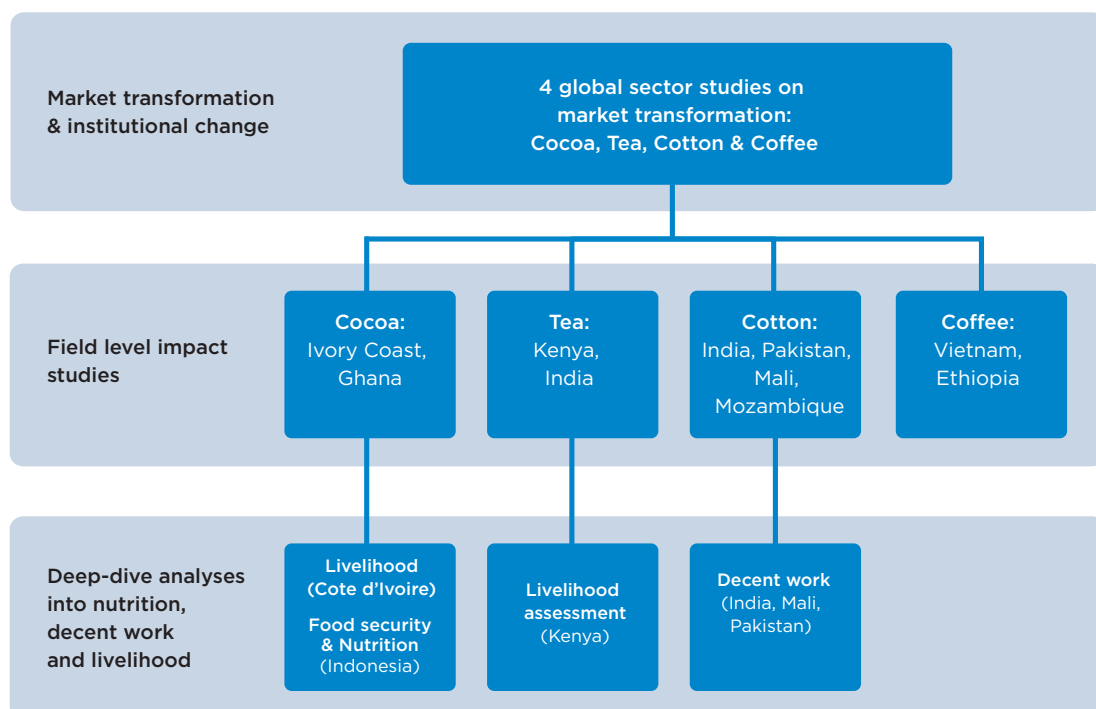 Market transformation
& institutional change
4 global sector studies on
market transformation:
Cocoa, Tea, Cotton & Coffee
Field level impact
studies
Cocoa:
Ivory Coast,
Ghana
Tea:
Kenya,
India
Cotton:
India, Pakistan,
Mali,
Mozambique
Coffee:
Vietnam,
Ethiopia
Deep-dive analyses
into nutrition,
decent work
and livelihood
Livelihood
(Cote d'Ivoire)
Food security
& Nutrition
(Indonesia)
Livelihood
assessment
(Kenya)
Decent work
(India, Mali,
Pakistan)